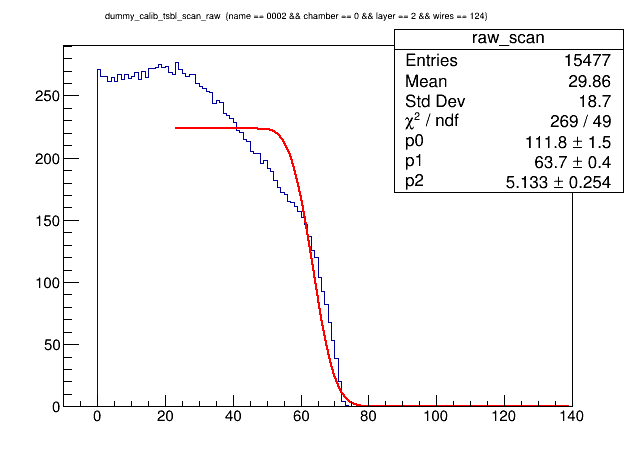 dummy_calib_tsbl_scan_raw (name == 0002 && chamber == 0 && layer == 2 && wires == 124)
raw_scan
Entries 15477
Mean 29.86
Std Dev 18.7
χ² / ndf 269 / 49
p0 111.8 ± 1.5
p1 63.7 ± 0.4
p2 5.133 ± 0.254
250
200
150
100
50
0
0 20 40 60 80 100 120 140